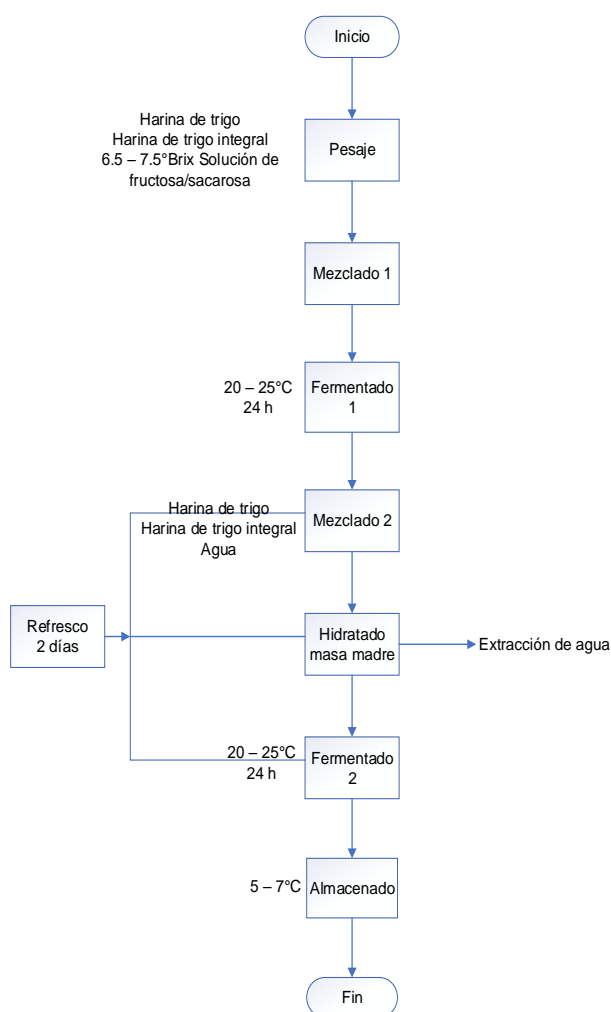 Inicio
Harina de trigo
Harina de trigo integral
6.5 – 7.5°Brix Solución de
fructosa/sacarosa
Pesaje
Mezclado 1
20 – 25°C
24 h
Fermentado
1
Harina de trigo
Harina de trigo integral
Agua
Mezclado 2
Refresco
2 días
Hidratado
masa madre
Extracción de agua
20 – 25°C
24 h
Fermentado
2
5 – 7°C
Almacenado
Fin